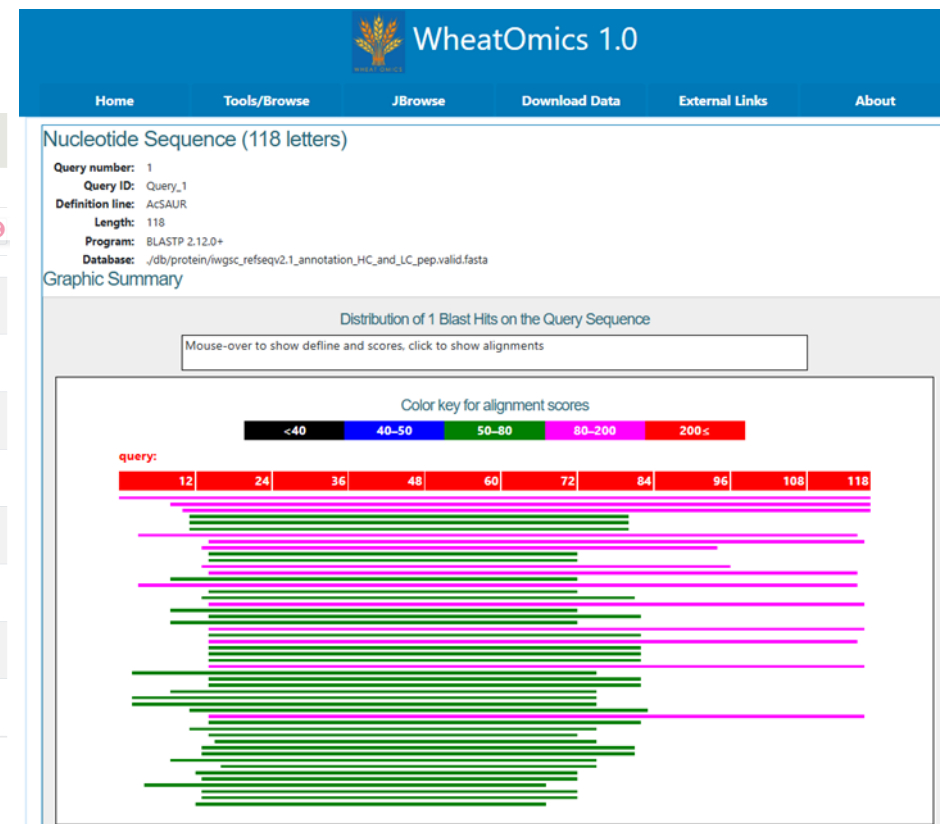 WheatOmics 1.0
WHEAT OMICS
Home Tools/Browse JBrowse Download Data External Links About
Nucleotide Sequence (118 letters)
Query number: 1
Query ID: Query_1
Definition line: AcSAUR
Length: 118
Program: BLASTP 2.12.0+
Database: ./db/protein/iwgsc_refseqv2.1_annotation_HC_and_LC_pep.valid.fasta
Graphic Summary
Distribution of 1 Blast Hits on the Query Sequence
Mouse-over to show defline and scores, click to show alignments
Color key for alignment scores
<40 40–50 50–80 80–200 200≤
query:
12 24 36 48 60 72 84 96 108 118